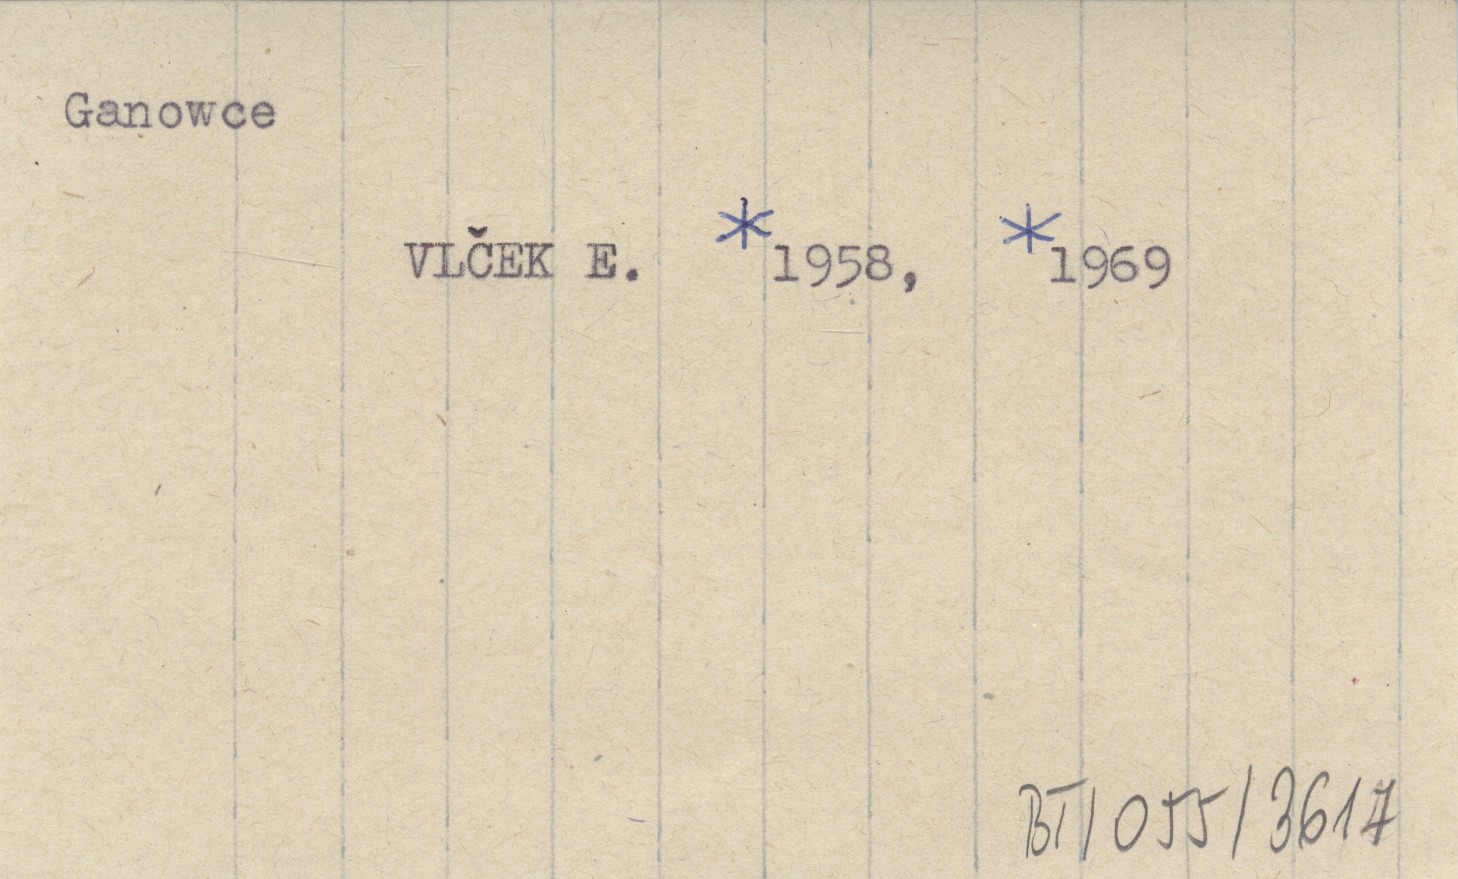 Ganowce
VLČEK E. *1958, *1969
BT/055/3617